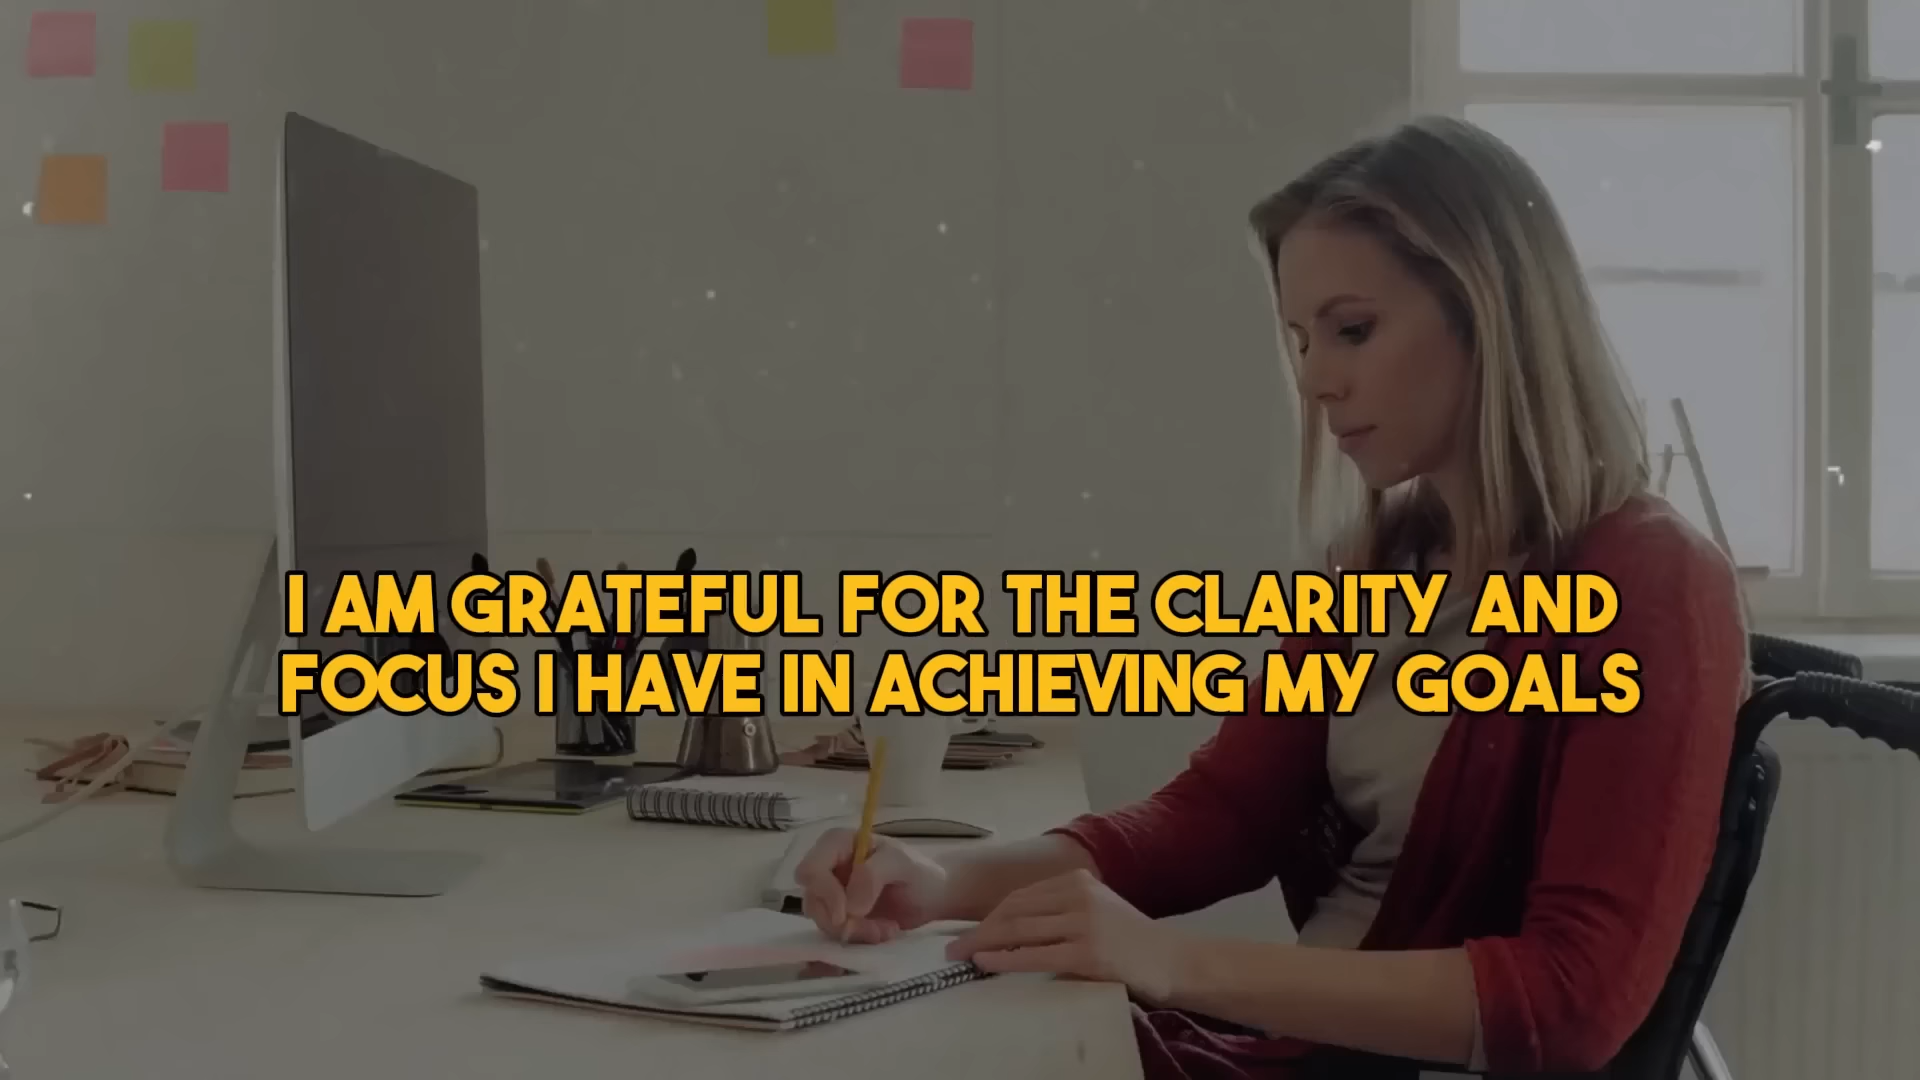 I AM GRATEFUL FOR THE CLARITY AND
FOCUS I HAVE IN ACHIEVING MY GOALS